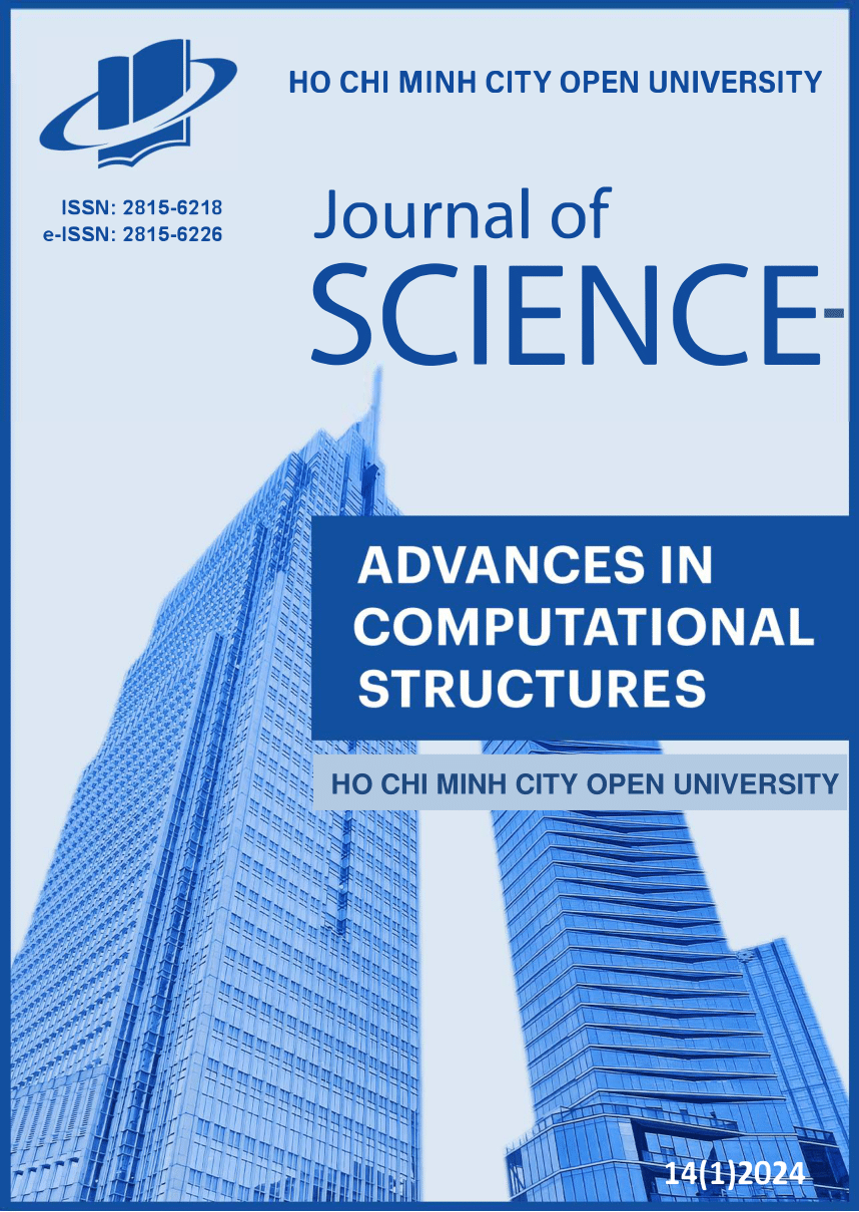 HO CHI MINH CITY OPEN UNIVERSITY
ISSN: 2815-6218
e-ISSN: 2815-6226
Journal of
SCIENCE-
ADVANCES IN
COMPUTATIONAL
STRUCTURES
HO CHI MINH CITY OPEN UNIVERSITY
14(1)2024